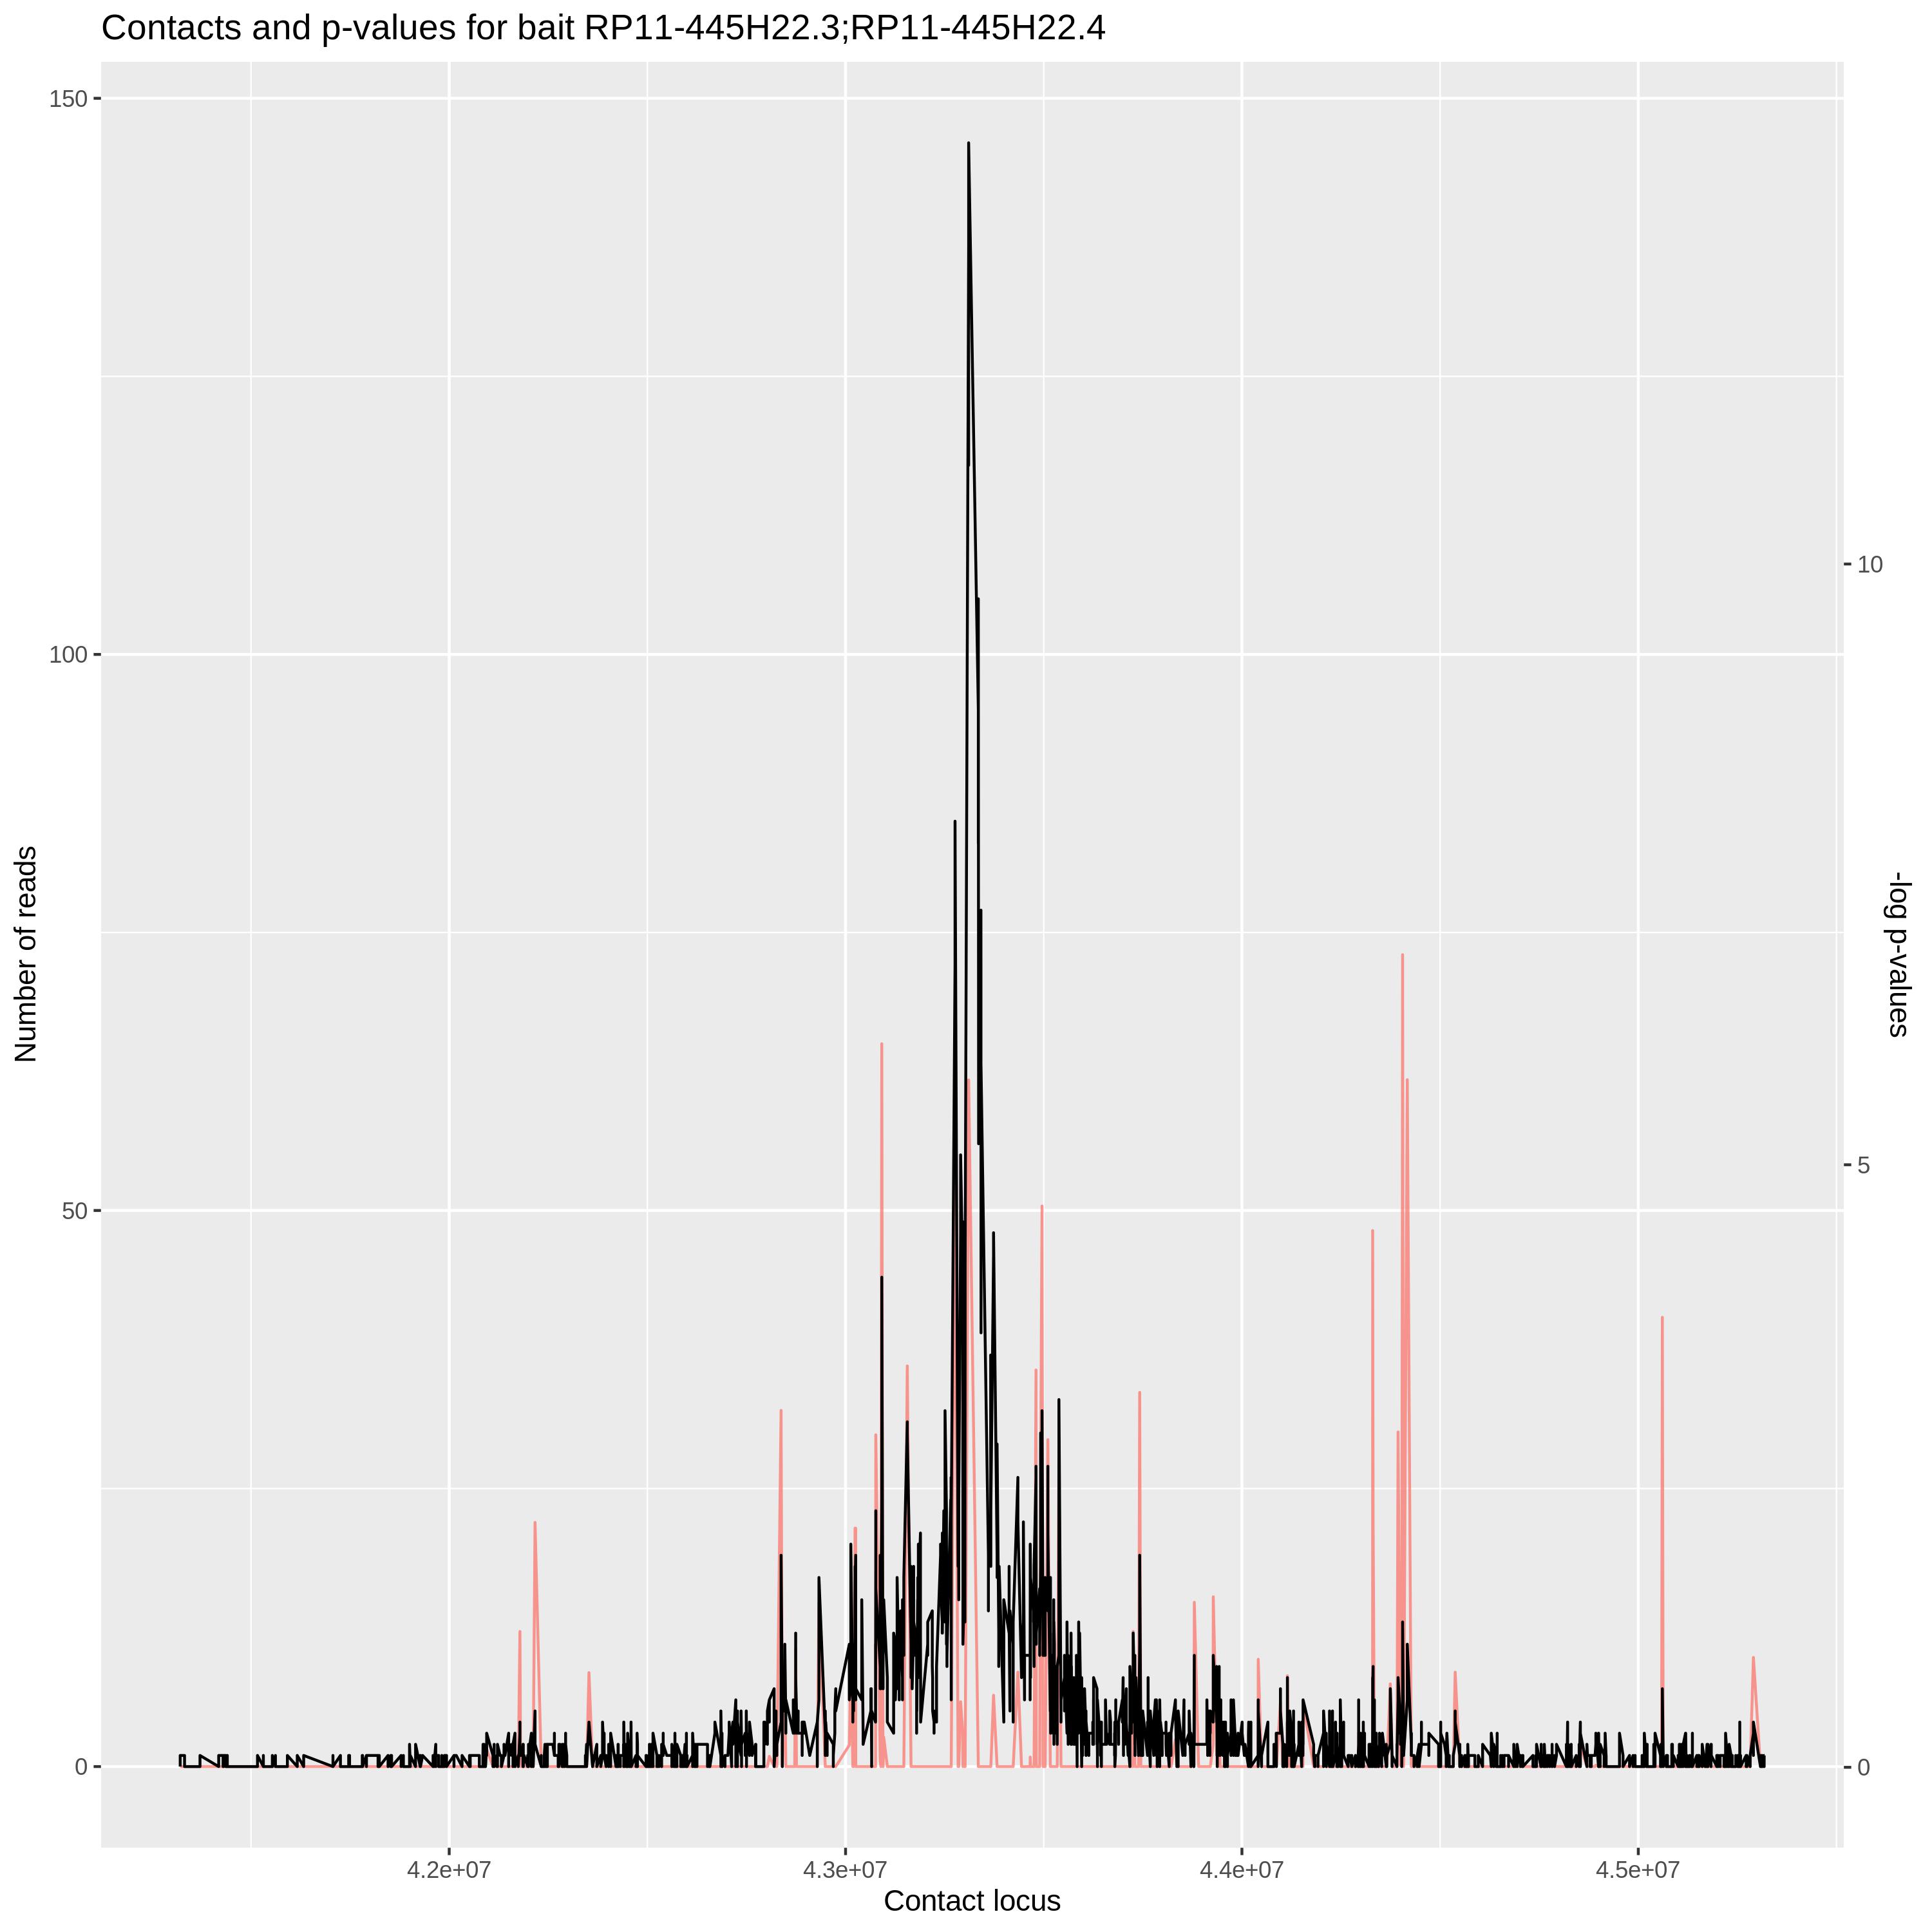 Contacts and p-values for bait RP11-445H22.3;RP11-445H22.4
150
100
50
0
Number of reads
10
5
0
-log p-values
4.2e+07
4.3e+07
4.4e+07
4.5e+07
Contact locus